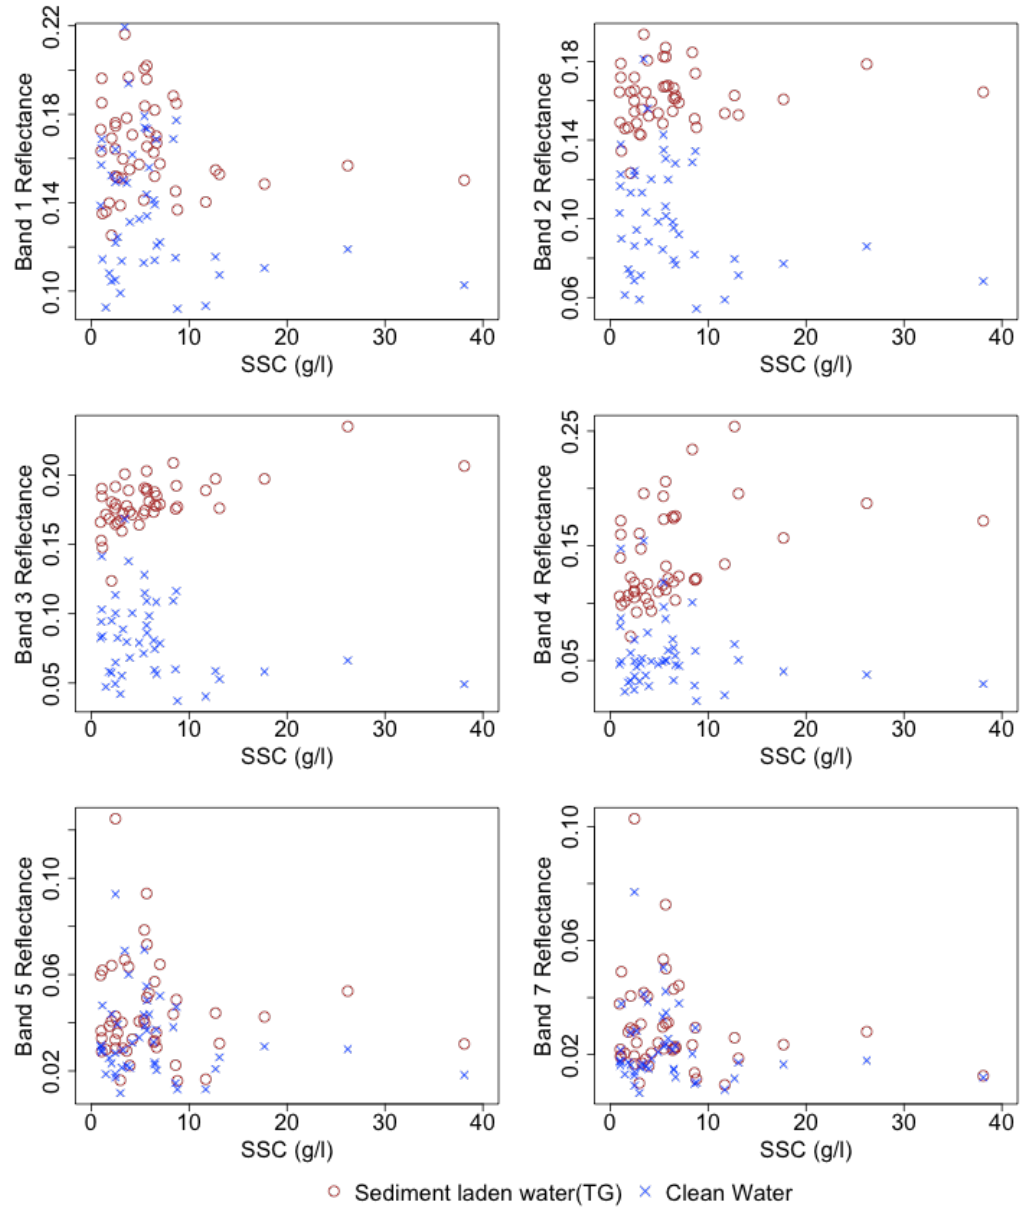 Band 1 Reflectance
0.10 0.14 0.18 0.22
0 10 20 30 40
SSC (g/l)
Band 2 Reflectance
0.06 0.10 0.14 0.18
0 10 20 30 40
SSC (g/l)
Band 3 Reflectance
0.05 0.10 0.15 0.20
0 10 20 30 40
SSC (g/l)
Band 4 Reflectance
0.05 0.15 0.25
0 10 20 30 40
SSC (g/l)
Band 5 Reflectance
0.02 0.06 0.10
0 10 20 30 40
SSC (g/l)
Band 7 Reflectance
0.02 0.06 0.10
0 10 20 30 40
SSC (g/l)
Sediment laden water(TG) Clean Water